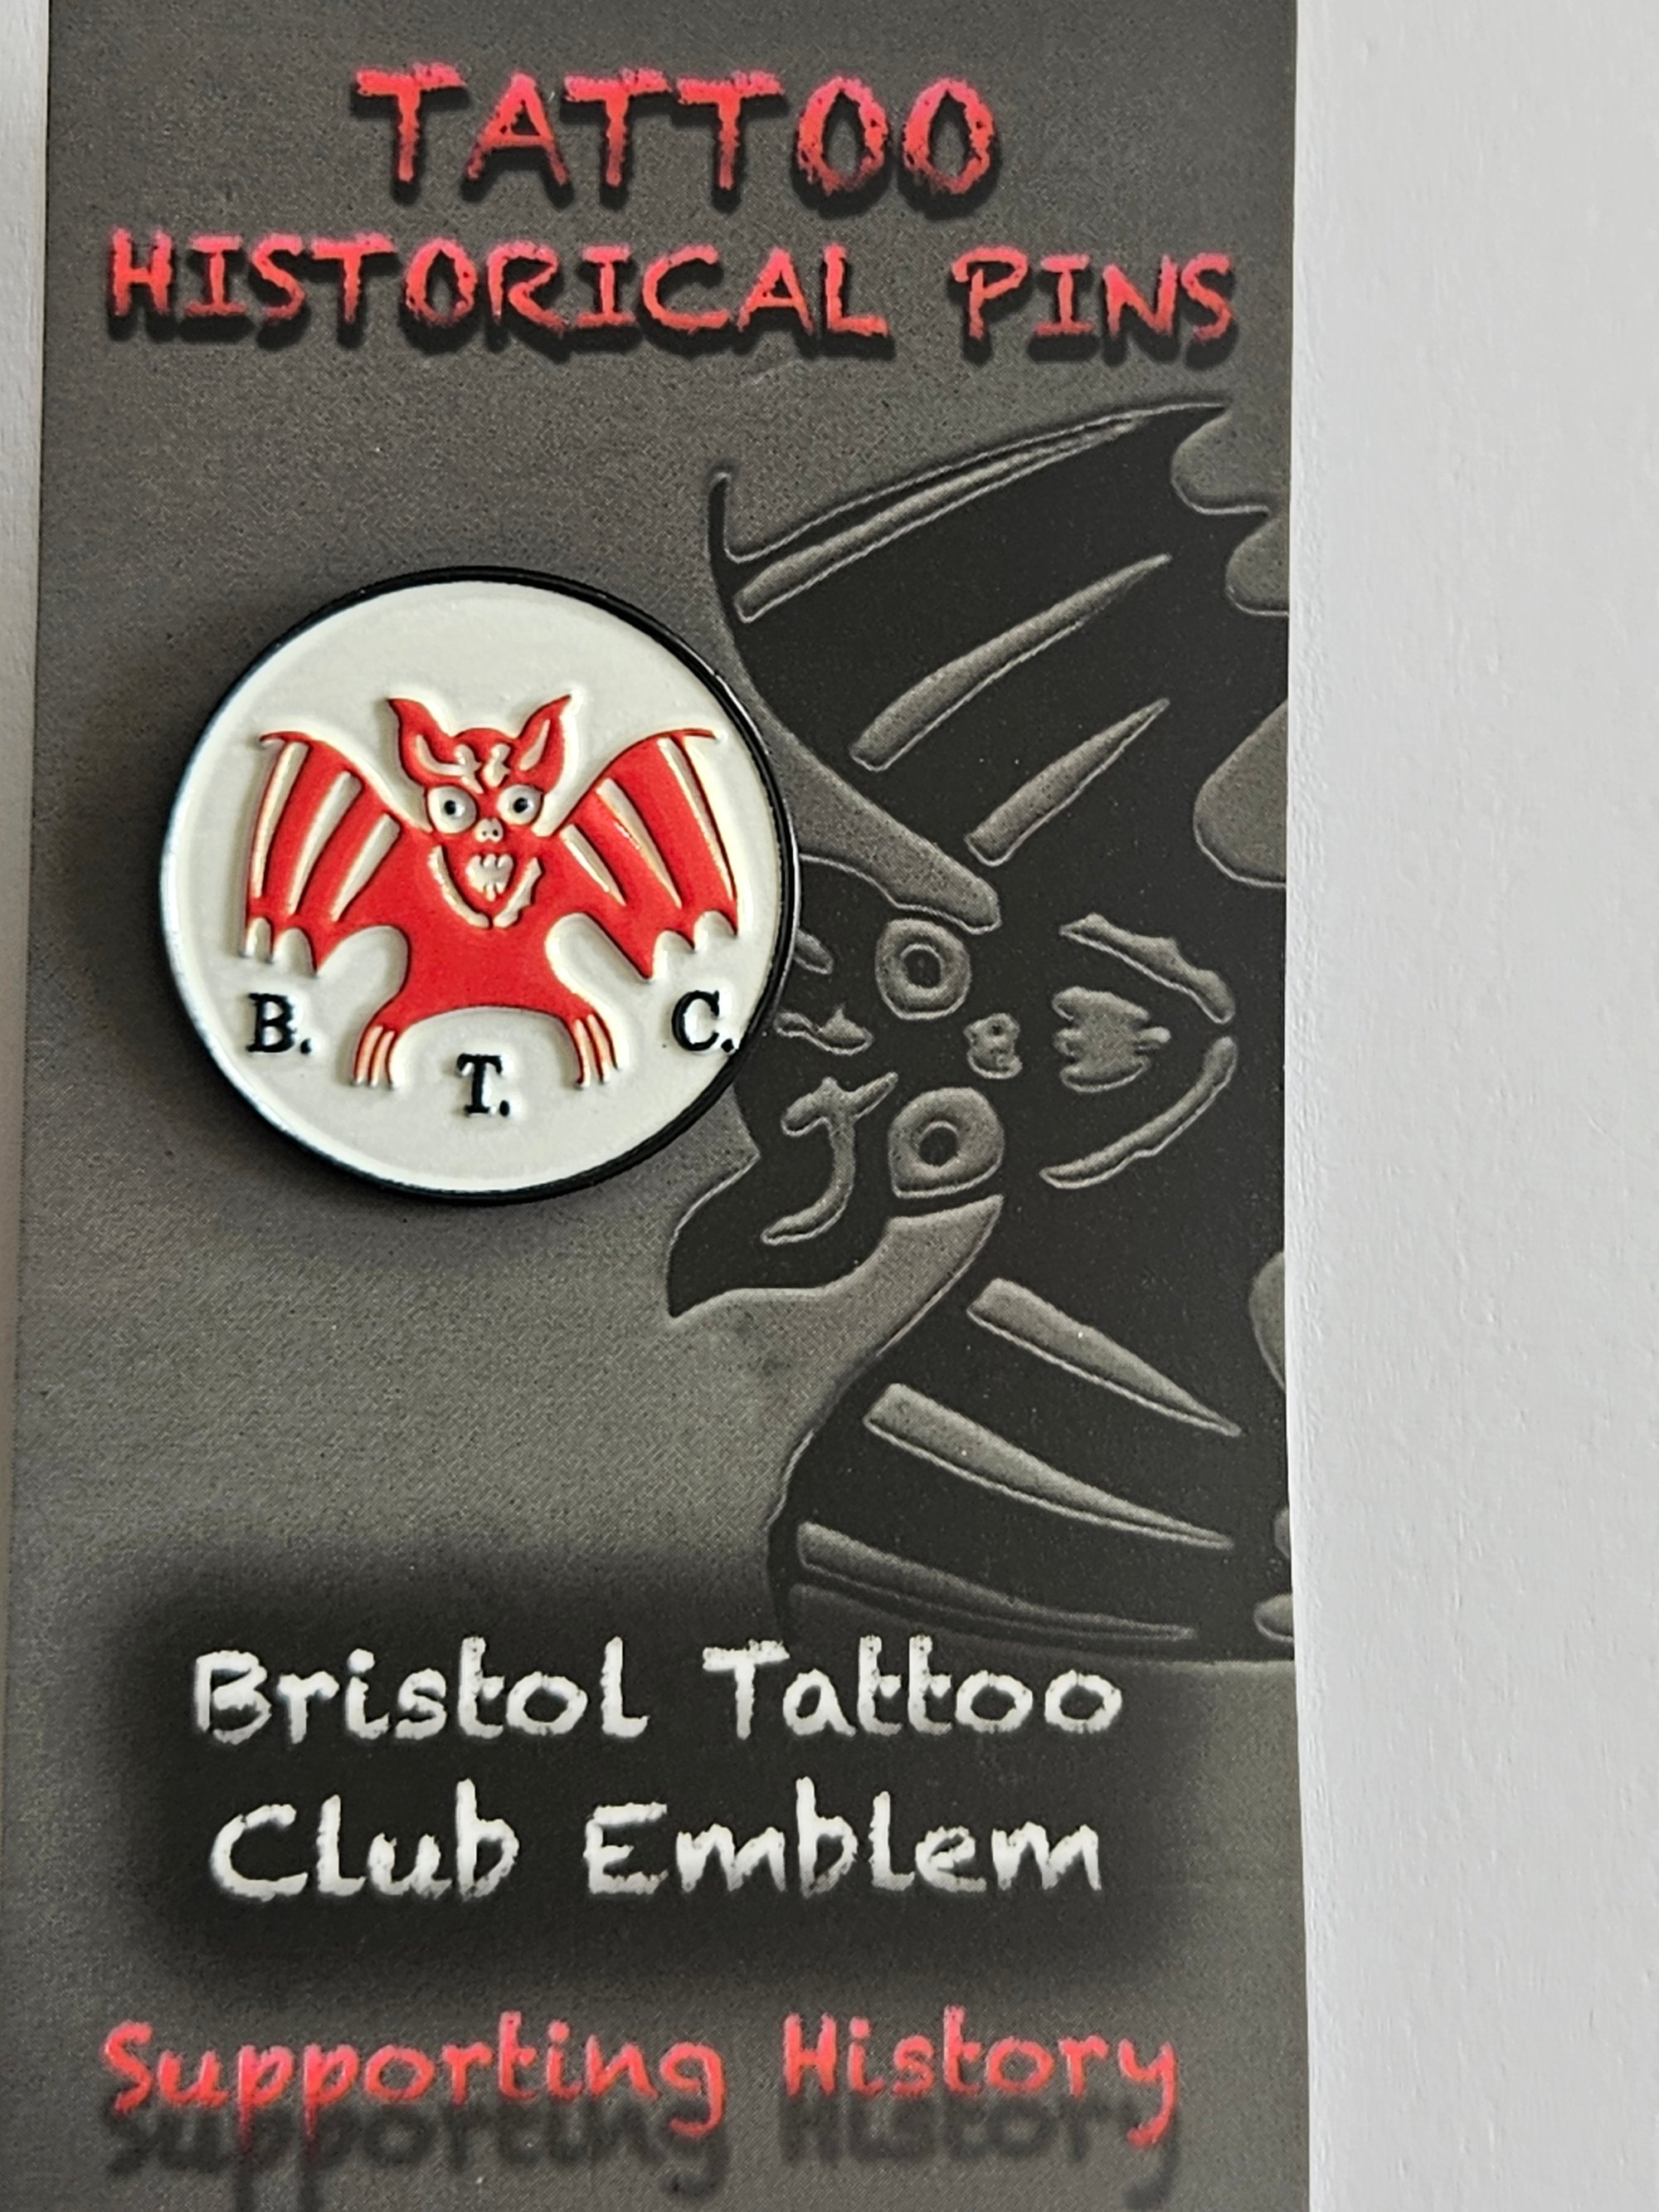 TATTOO
HISTORICAL PINS
B. T. C.
Bristol Tattoo
Club Emblem
Supporting History